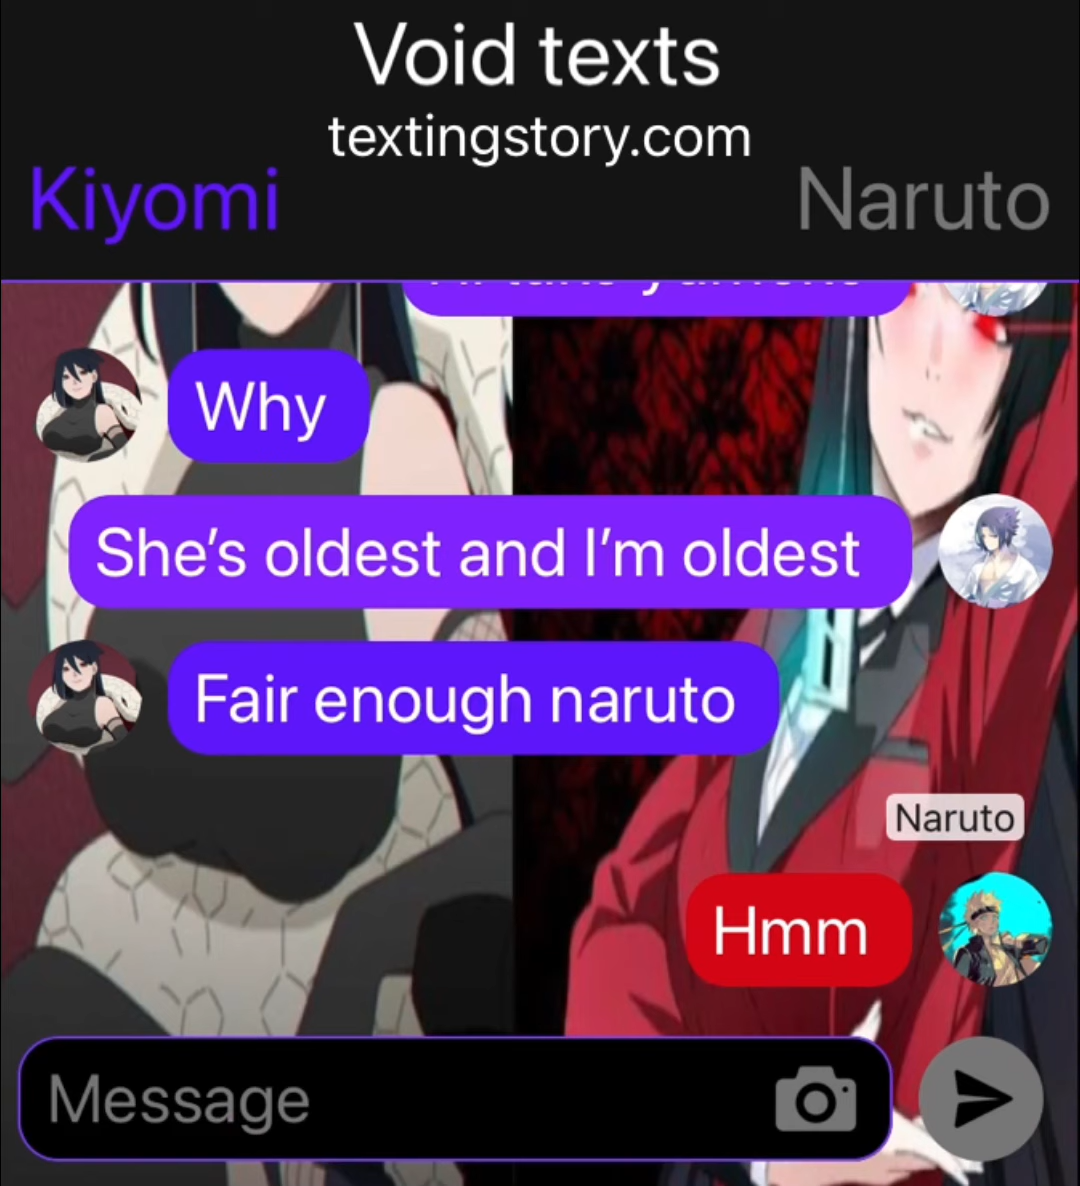 Void texts
textingstory.com
Kiyomi
Naruto
Why
She's oldest and I'm oldest
Fair enough naruto
Naruto
Hmm
Message